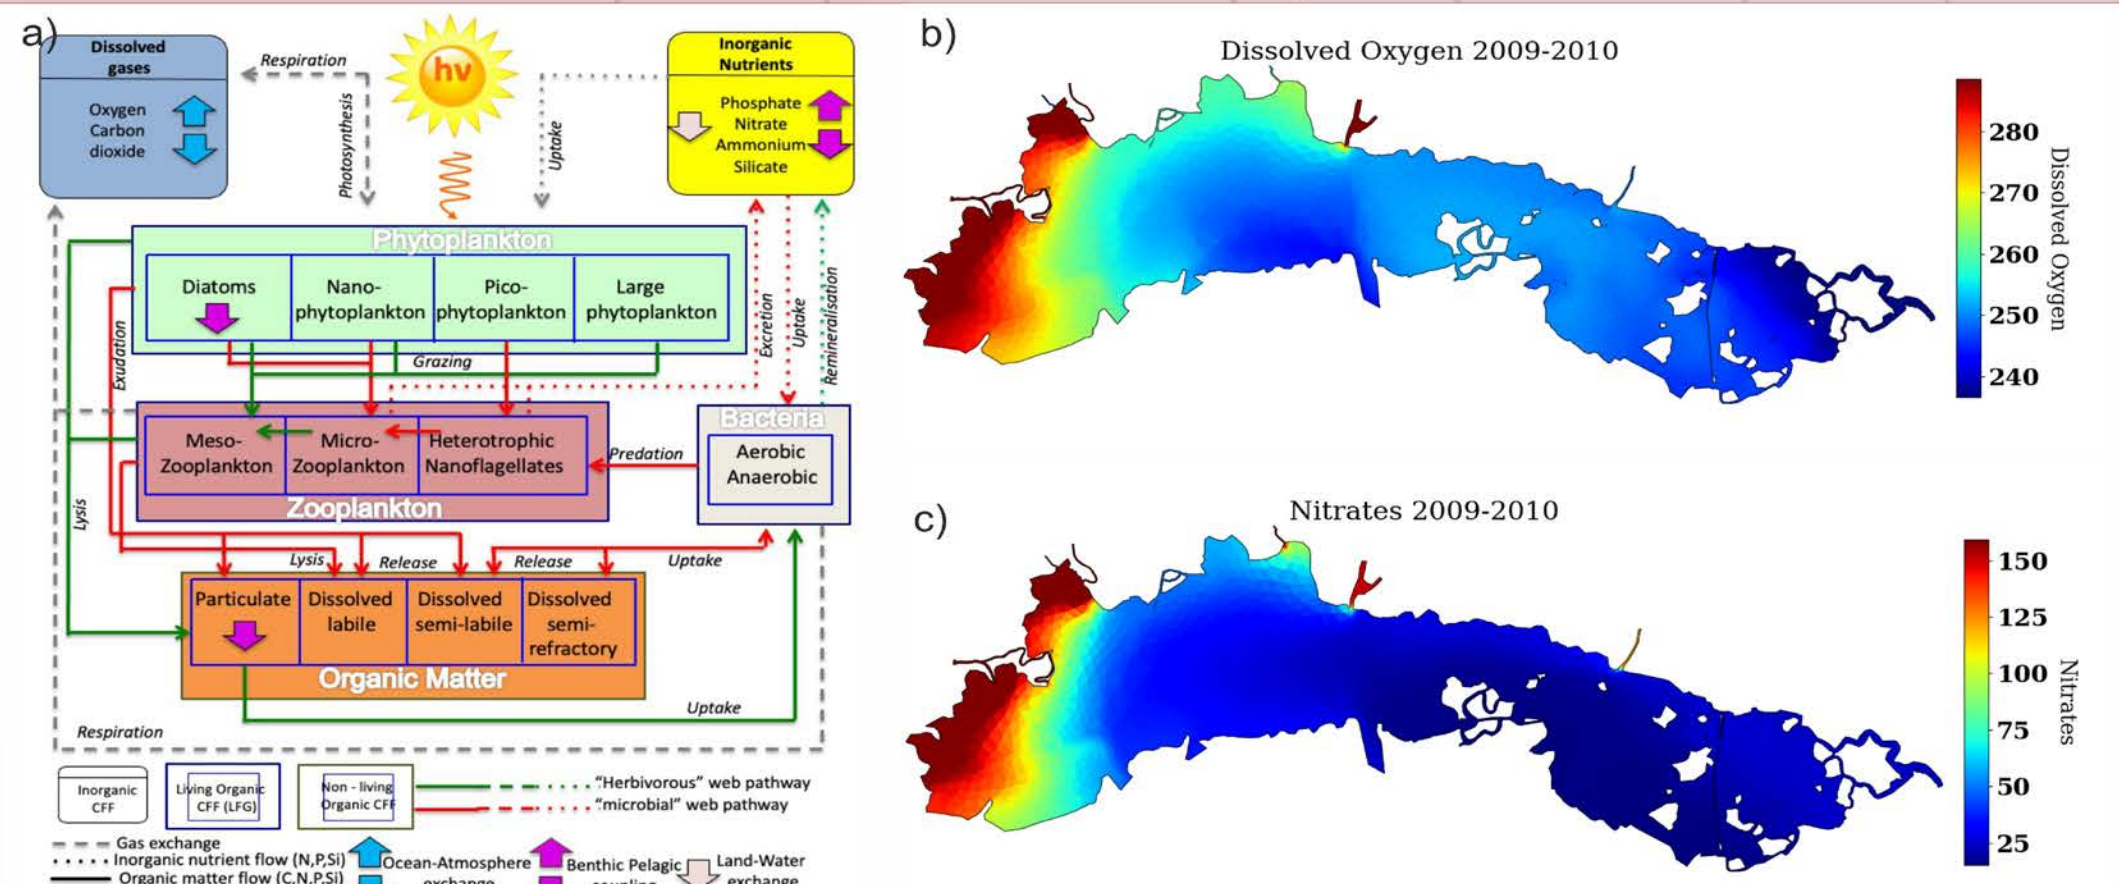 a)
Dissolved
gases
Oxygen
Carbon
dioxide
Respiration
Photosynthesis
hv
Uptake
Inorganic
Nutrients
Phosphate
Nitrate
Ammonium
Silicate
Phytoplankton
Diatoms
Nano-
phytoplankton
Pico-
phytoplankton
Large
phytoplankton
Exudation
Grazing
Excretion
Uptake
Remineralisation
Meso-
Zooplankton
Micro-
Zooplankton
Heterotrophic
Nanoflagellates
Zooplankton
Predation
Bacteria
Aerobic
Anaerobic
Lysis
Lysis
Release
Release
Uptake
Particulate
Dissolved
labile
Dissolved
semi-labile
Dissolved
semi-
refractory
Organic Matter
Uptake
Respiration
Inorganic
CFF
Living Organic
CFF (LFG)
Non - living
Organic CFF
"Herbivorous" web pathway
"microbial" web pathway
Gas exchange
Inorganic nutrient flow (N,P,Si)
Organic matter flow (C,N,P,Si)
Ocean-Atmosphere
exchange
Benthic Pelagic
coupling
Land-Water
exchange
b)
Dissolved Oxygen 2009-2010
280
270
260
250
240
Dissolved Oxygen
c)
Nitrates 2009-2010
150
125
100
75
50
25
Nitrates